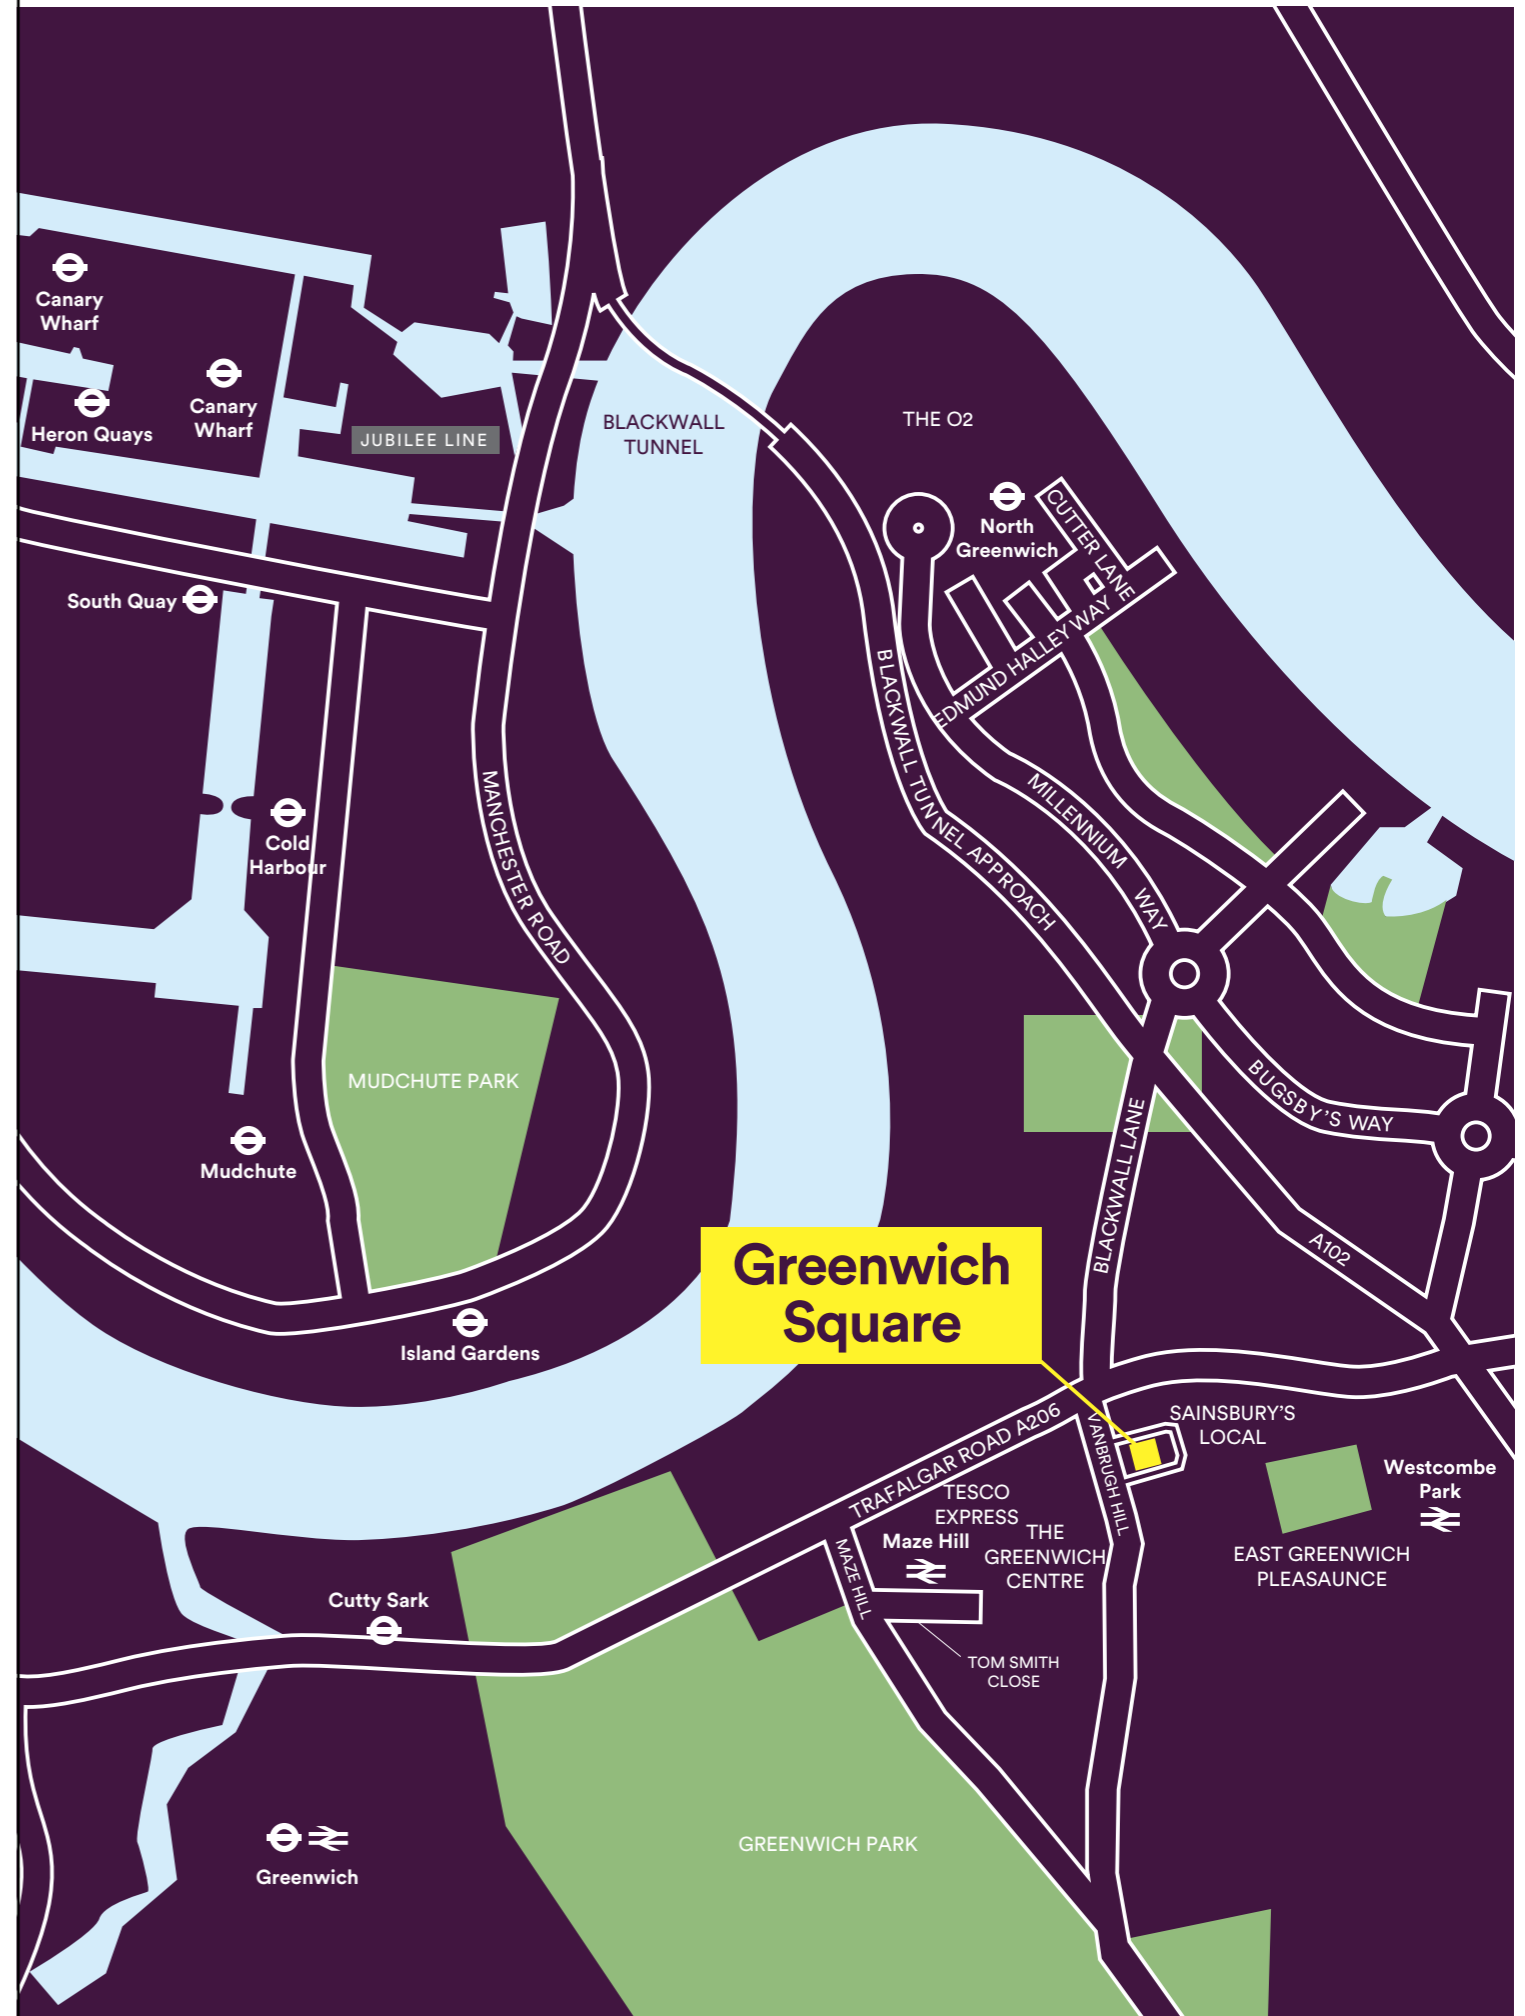 Canary
Wharf
Heron Quays
Canary
Wharf
JUBILEE LINE
BLACKWALL
TUNNEL
THE O2
North
Greenwich
CUTTER LANE
EDMUND HALLEY WAY
South Quay
BLACKWALL TUNNEL APPROACH
MILLENNIUM WAY
MANCHESTER ROAD
Cold
Harbour
MUDCHUTE PARK
Mudchute
BUGSBY'S WAY
BLACKWALL LANE
A102
Greenwich
Square
Island Gardens
TRAFALGAR ROAD A206
VANBRUGH HILL
SAINSBURY'S
LOCAL
Westcombe
Park
TESCO
EXPRESS
Maze Hill
THE
GREENWICH
CENTRE
EAST GREENWICH
PLEASAUNCE
MAZE HILL
Cutty Sark
TOM SMITH
CLOSE
GREENWICH PARK
Greenwich